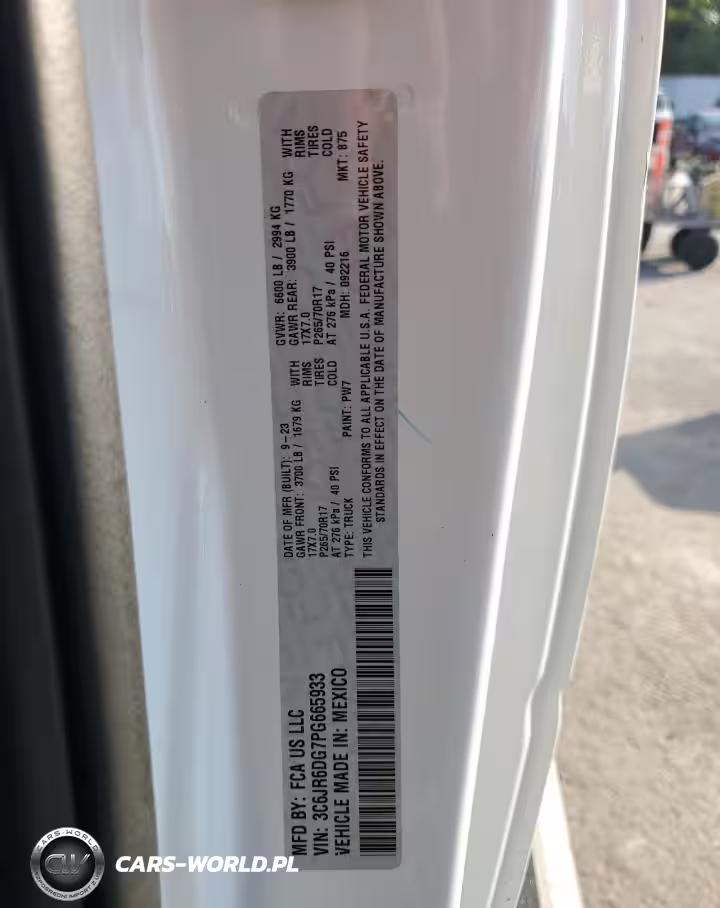 MFD BY: FCA US LLC
DATE OF MFR (BUILT): 9-23
GVWR: 6600 LB / 2994 KG
GAWR FRONT: 3700 LB / 1679 KG WITH
17X7.0 RIMS
P265/70R17 TIRES
AT 276 kPa / 40 PSI COLD
GAWR REAR: 3900 LB / 1770 KG WITH
17X7.0 RIMS
P265/70R17 TIRES
AT 276 kPa / 40 PSI COLD
TYPE: TRUCK PAINT: PW7 MDH: 092216 MKT: 875
VIN: 3C6JR6DG7PG665933
VEHICLE MADE IN: MEXICO
THIS VEHICLE CONFORMS TO ALL APPLICABLE U.S.A. FEDERAL MOTOR VEHICLE SAFETY
STANDARDS IN EFFECT ON THE DATE OF MANUFACTURE SHOWN ABOVE.
CARS-WORLD
CW
CARS-WORLD.PL